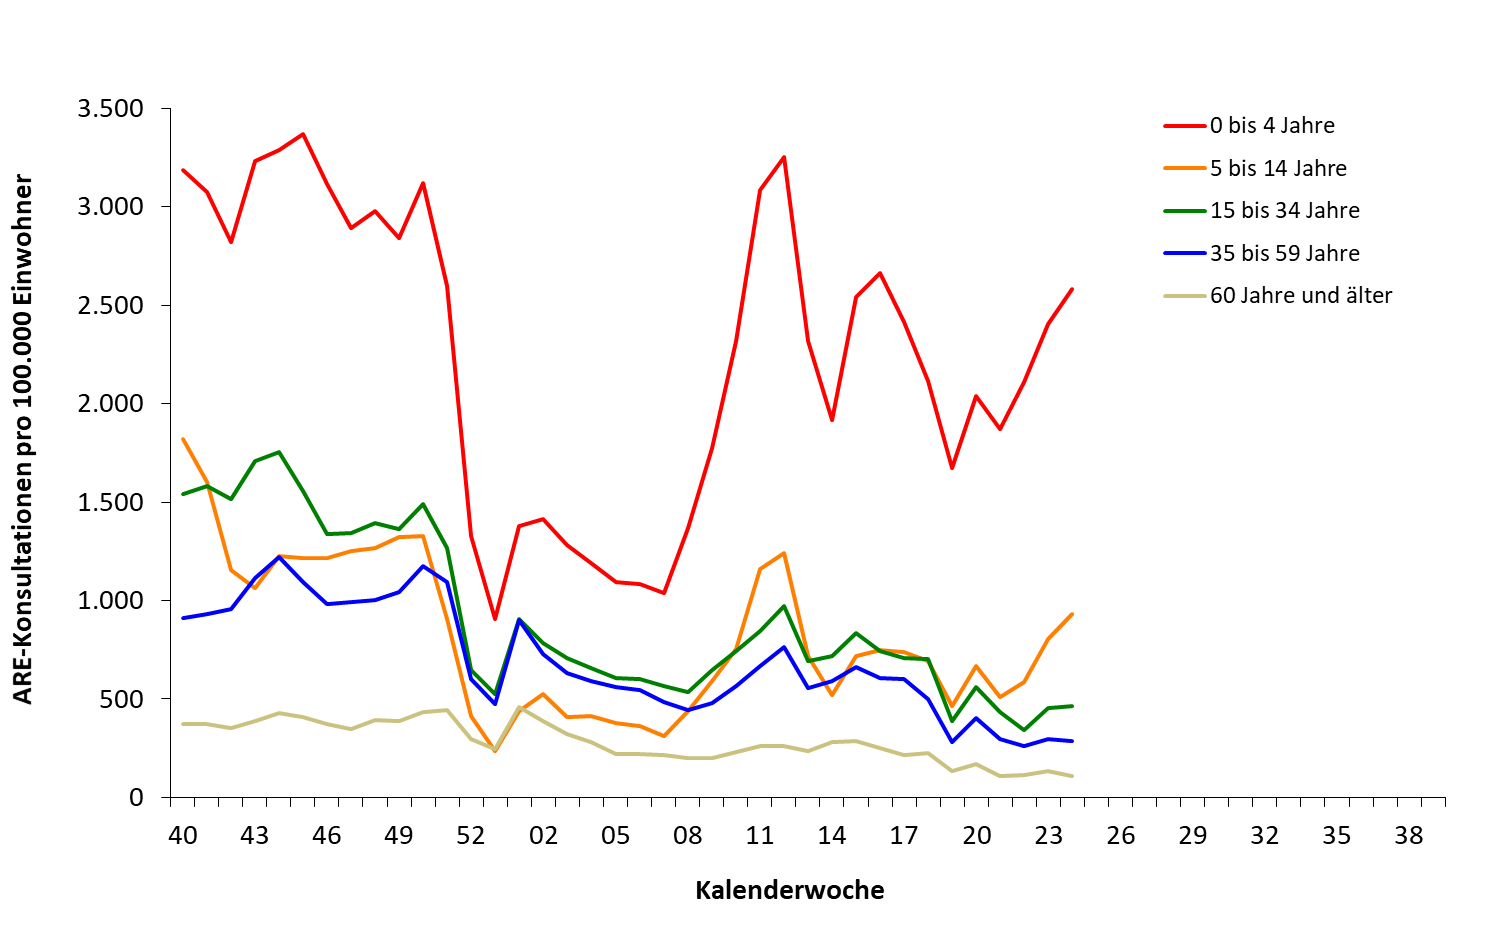 3.500
3.000
2.500
2.000
1.500
1.000
500
0
ARE-Konsultationen pro 100.000 Einwohner
0 bis 4 Jahre
5 bis 14 Jahre
15 bis 34 Jahre
35 bis 59 Jahre
60 Jahre und älter
40 43 46 49 52 02 05 08 11 14 17 20 23 26 29 32 35 38
Kalenderwoche